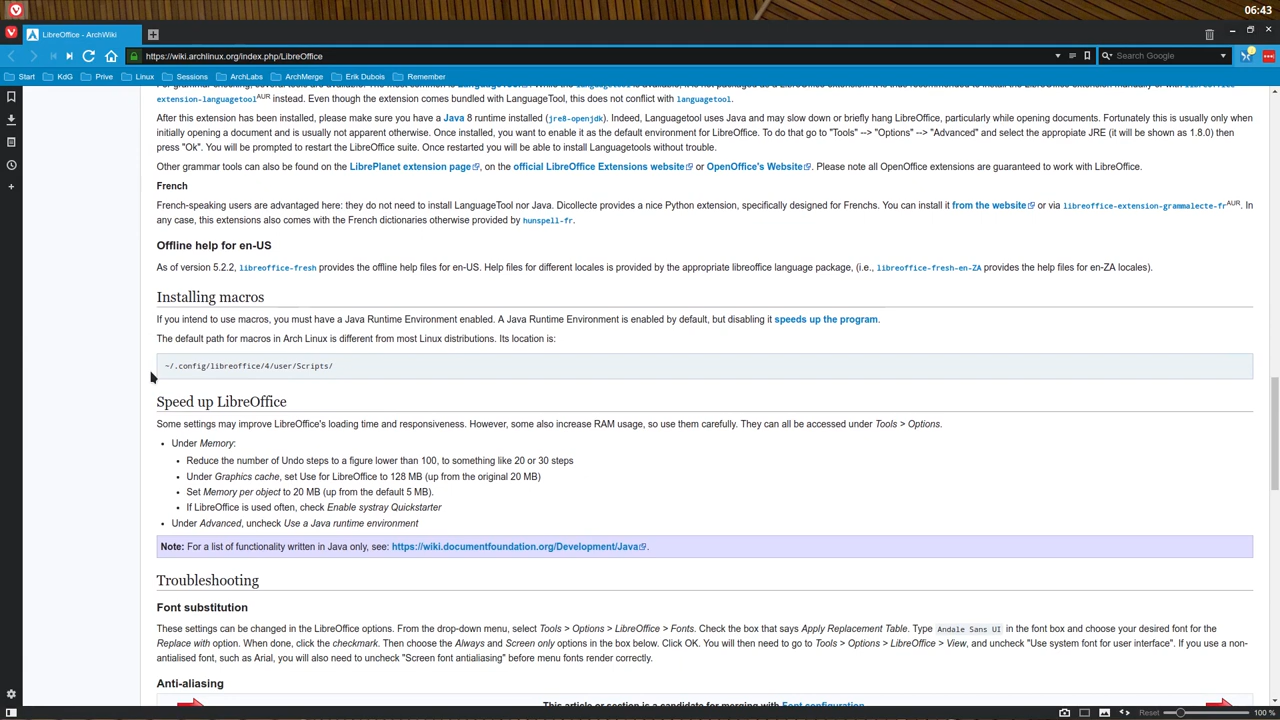 06:43
LibreOffice - ArchWiki
https://wiki.archlinux.org/index.php/LibreOffice
Search Google
Start KdG Prive Linux Sessions ArchLabs ArchMerge Erik Dubois Remember
extension-languagetoolAUR instead. Even though the extension comes bundled with LanguageTool, this does not conflict with languagetool.
After this extension has been installed, please make sure you have a Java 8 runtime installed (jre8-openjdk). Indeed, Languagetool uses Java and may slow down or briefly hang LibreOffice, particularly while opening documents. Fortunately this is usually only when
initially opening a document and is usually not apparent otherwise. Once installed, you want to enable it as the default environment for LibreOffice. To do that go to "Tools" --> "Options" --> "Advanced" and select the appropiate JRE (it will be shown as 1.8.0) then
press "Ok". You will be prompted to restart the LibreOffice suite. Once restarted you will be able to install Languagetools without trouble.
Other grammar tools can also be found on the LibrePlanet extension page, on the official LibreOffice Extensions website or OpenOffice's Website. Please note all OpenOffice extensions are guaranteed to work with LibreOffice.
French
French-speaking users are advantaged here: they do not need to install LanguageTool nor Java. Dicollecte provides a nice Python extension, specifically designed for Frenchs. You can install it from the website or via libreoffice-extension-grammalecte-frAUR. In
any case, this extensions also comes with the French dictionaries otherwise provided by hunspell-fr.
Offline help for en-US
As of version 5.2.2, libreoffice-fresh provides the offline help files for en-US. Help files for different locales is provided by the appropriate libreoffice language package, (i.e., libreoffice-fresh-en-ZA provides the help files for en-ZA locales).
Installing macros
If you intend to use macros, you must have a Java Runtime Environment enabled. A Java Runtime Environment is enabled by default, but disabling it speeds up the program.
The default path for macros in Arch Linux is different from most Linux distributions. Its location is:
~/.config/libreoffice/4/user/Scripts/
Speed up LibreOffice
Some settings may improve LibreOffice's loading time and responsiveness. However, some also increase RAM usage, so use them carefully. They can all be accessed under Tools > Options.
Under Memory:
Reduce the number of Undo steps to a figure lower than 100, to something like 20 or 30 steps
Under Graphics cache, set Use for LibreOffice to 128 MB (up from the original 20 MB)
Set Memory per object to 20 MB (up from the default 5 MB).
If LibreOffice is used often, check Enable systray Quickstarter
Under Advanced, uncheck Use a Java runtime environment
Note: For a list of functionality written in Java only, see: https://wiki.documentfoundation.org/Development/Java.
Troubleshooting
Font substitution
These settings can be changed in the LibreOffice options. From the drop-down menu, select Tools > Options > LibreOffice > Fonts. Check the box that says Apply Replacement Table. Type Andale Sans UI in the font box and choose your desired font for the
Replace with option. When done, click the checkmark. Then choose the Always and Screen only options in the box below. Click OK. You will then need to go to Tools > Options > LibreOffice > View, and uncheck "Use system font for user interface". If you use a non-
antialised font, such as Arial, you will also need to uncheck "Screen font antialiasing" before menu fonts render correctly.
Anti-aliasing
This article or section is a candidate for merging with Font configuration.
Reset 100 %